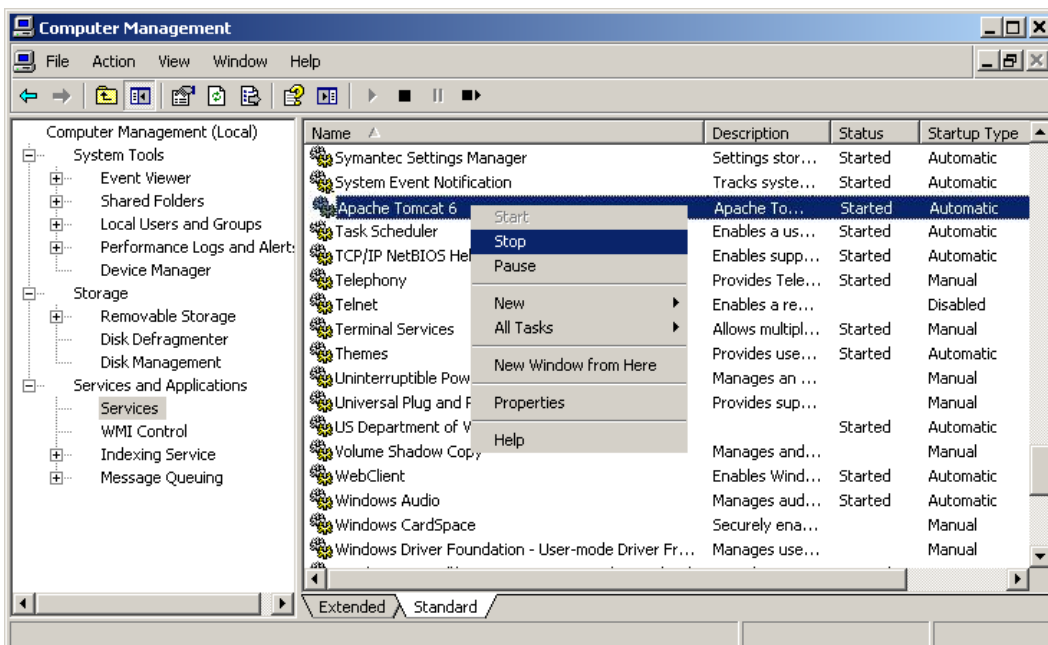 Computer Management
File Action View Window Help
Computer Management (Local)
System Tools
Event Viewer
Shared Folders
Local Users and Groups
Performance Logs and Alert
Device Manager
Storage
Removable Storage
Disk Defragmenter
Disk Management
Services and Applications
Services
WMI Control
Indexing Service
Message Queuing
Name Description Status Startup Type
Symantec Settings Manager Settings stor... Started Automatic
System Event Notification Tracks syste... Started Automatic
Apache Tomcat 6 Apache To... Started Automatic
Task Scheduler Enables a us... Started Automatic
TCP/IP NetBIOS Hel Enables supp... Started Automatic
Telephony Provides Tele... Started Manual
Telnet Enables a re... Disabled
Terminal Services Allows multipl... Started Manual
Themes Provides use... Started Automatic
Uninterruptible Pow Manages an ... Manual
Universal Plug and Provides sup... Manual
US Department of Started Automatic
Volume Shadow Copy Manages and... Manual
WebClient Enables Wind... Started Automatic
Windows Audio Manages aud... Started Automatic
Windows CardSpace Securely ena... Manual
Windows Driver Foundation - User-mode Driver Fr... Manages use... Manual
Start
Stop
Pause
New
All Tasks
New Window from Here
Properties
Help
Extended Standard